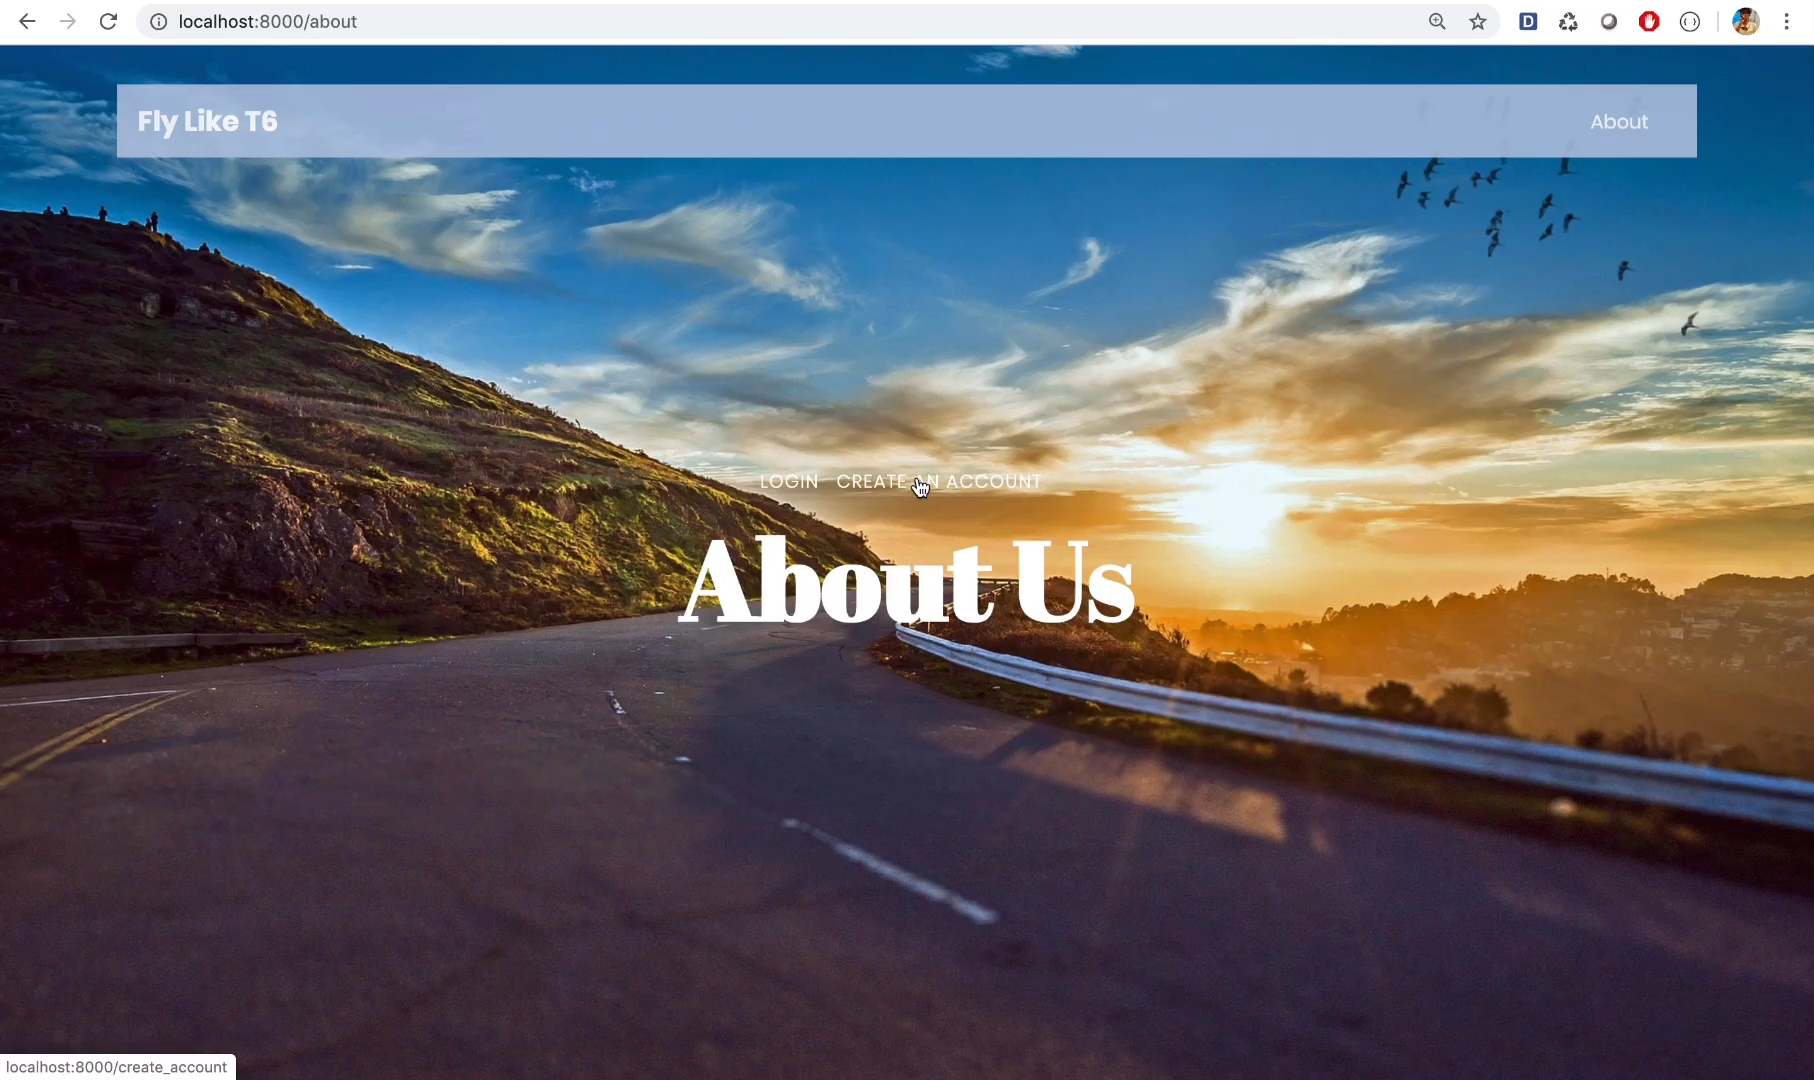 localhost:8000/about
D
Fly Like T6
About
LOGIN CREATE AN ACCOUNT
About Us
localhost:8000/create_account